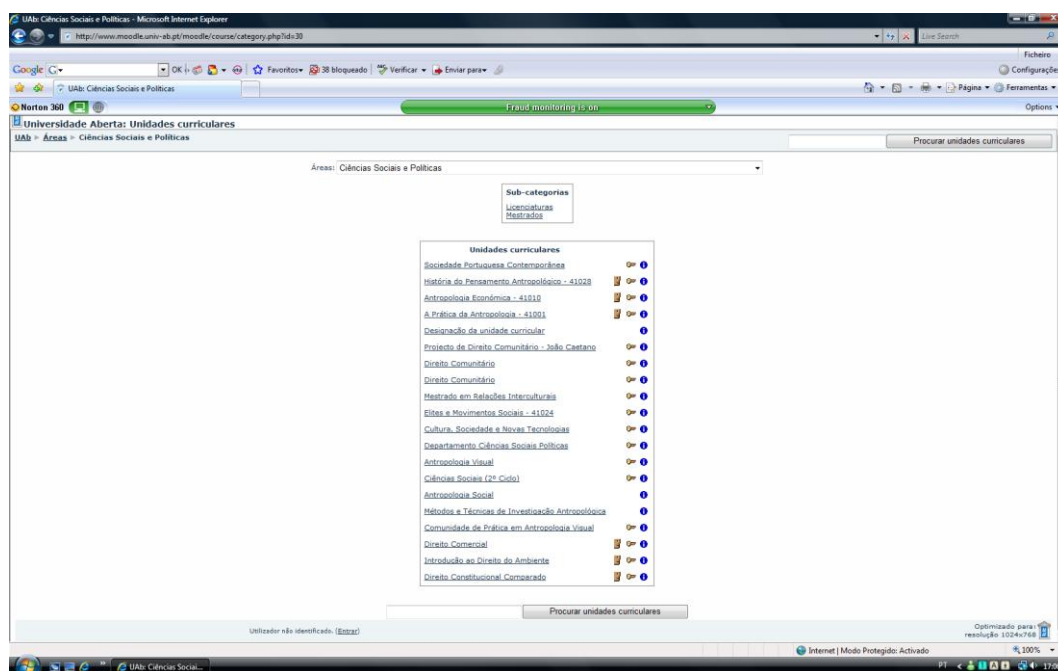 UAb: Ciências Sociais e Políticas - Microsoft Internet Explorer
http://www.moodle.univ-ab.pt/moodle/course/category.php?id=30
Live Search
Ficheiro
Google G OK Favoritos 38 bloqueado Verificar Enviar para Configurações
UAb: Ciências Sociais e Políticas Página Ferramentas
Norton 360 Fraud monitoring is on Options
Universidade Aberta: Unidades curriculares
UAb ► Áreas ► Ciências Sociais e Políticas
Procurar unidades curriculares
Áreas: Ciências Sociais e Políticas
Sub-categorias
Licenciaturas
Mestrados
Unidades curriculares
Sociedade Portuguesa Contemporânea
História do Pensamento Antropológico - 41028
Antropologia Económica - 41010
A Prática da Antropologia - 41001
Designação da unidade curricular
Projecto de Direito Comunitário - João Caetano
Direito Comunitário
Direito Comunitário
Mestrado em Relações Interculturais
Elites e Movimentos Sociais - 41024
Cultura, Sociedade e Novas Tecnologias
Departamento Ciências Sociais Políticas
Antropologia Visual
Ciências Sociais (2º Ciclo)
Antropologia Social
Métodos e Técnicas de Investigação Antropológica
Comunidade de Prática em Antropologia Visual
Direito Comercial
Introdução ao Direito do Ambiente
Direito Constitucional Comparado
Procurar unidades curriculares
Utilizador não identificado. (Entrar)
Optimizado para:
resolução 1024x768
Internet | Modo Protegido: Activado 100%
UAb: Ciências Sociai... PT